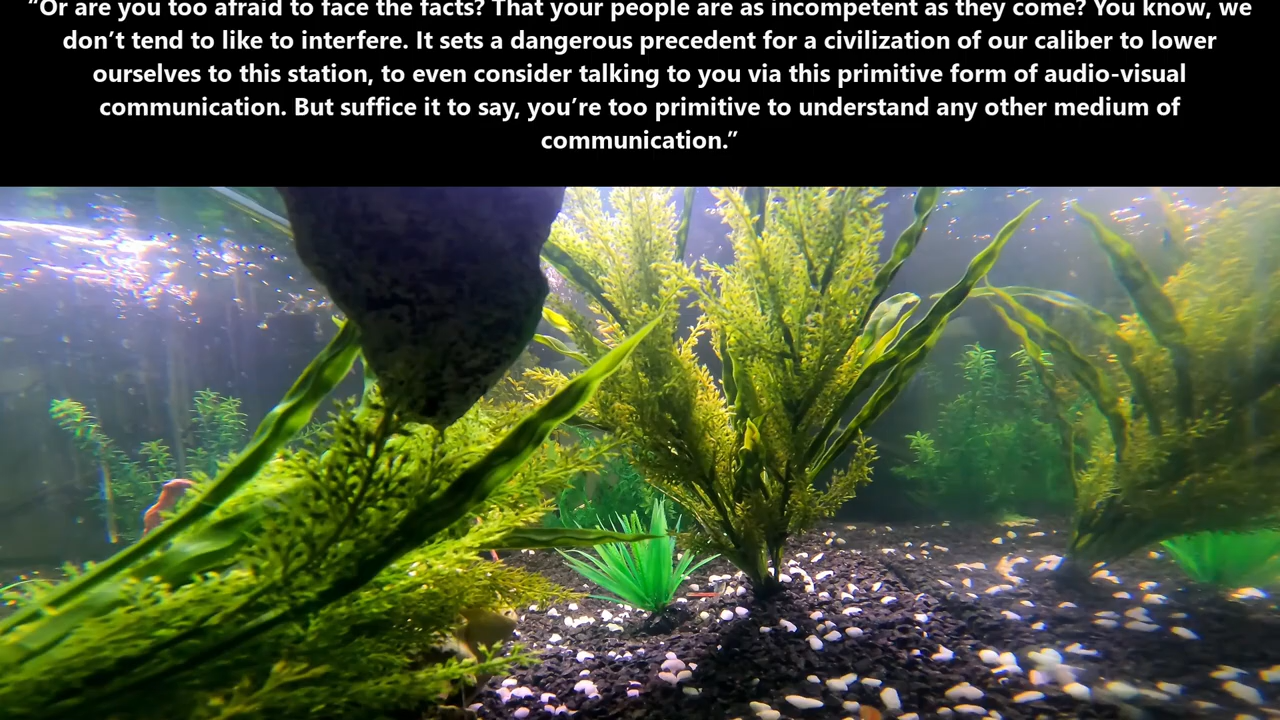 “Or are you too afraid to face the facts? That your people are as incompetent as they come? You know, we
don’t tend to like to interfere. It sets a dangerous precedent for a civilization of our caliber to lower
ourselves to this station, to even consider talking to you via this primitive form of audio-visual
communication. But suffice it to say, you’re too primitive to understand any other medium of
communication.”